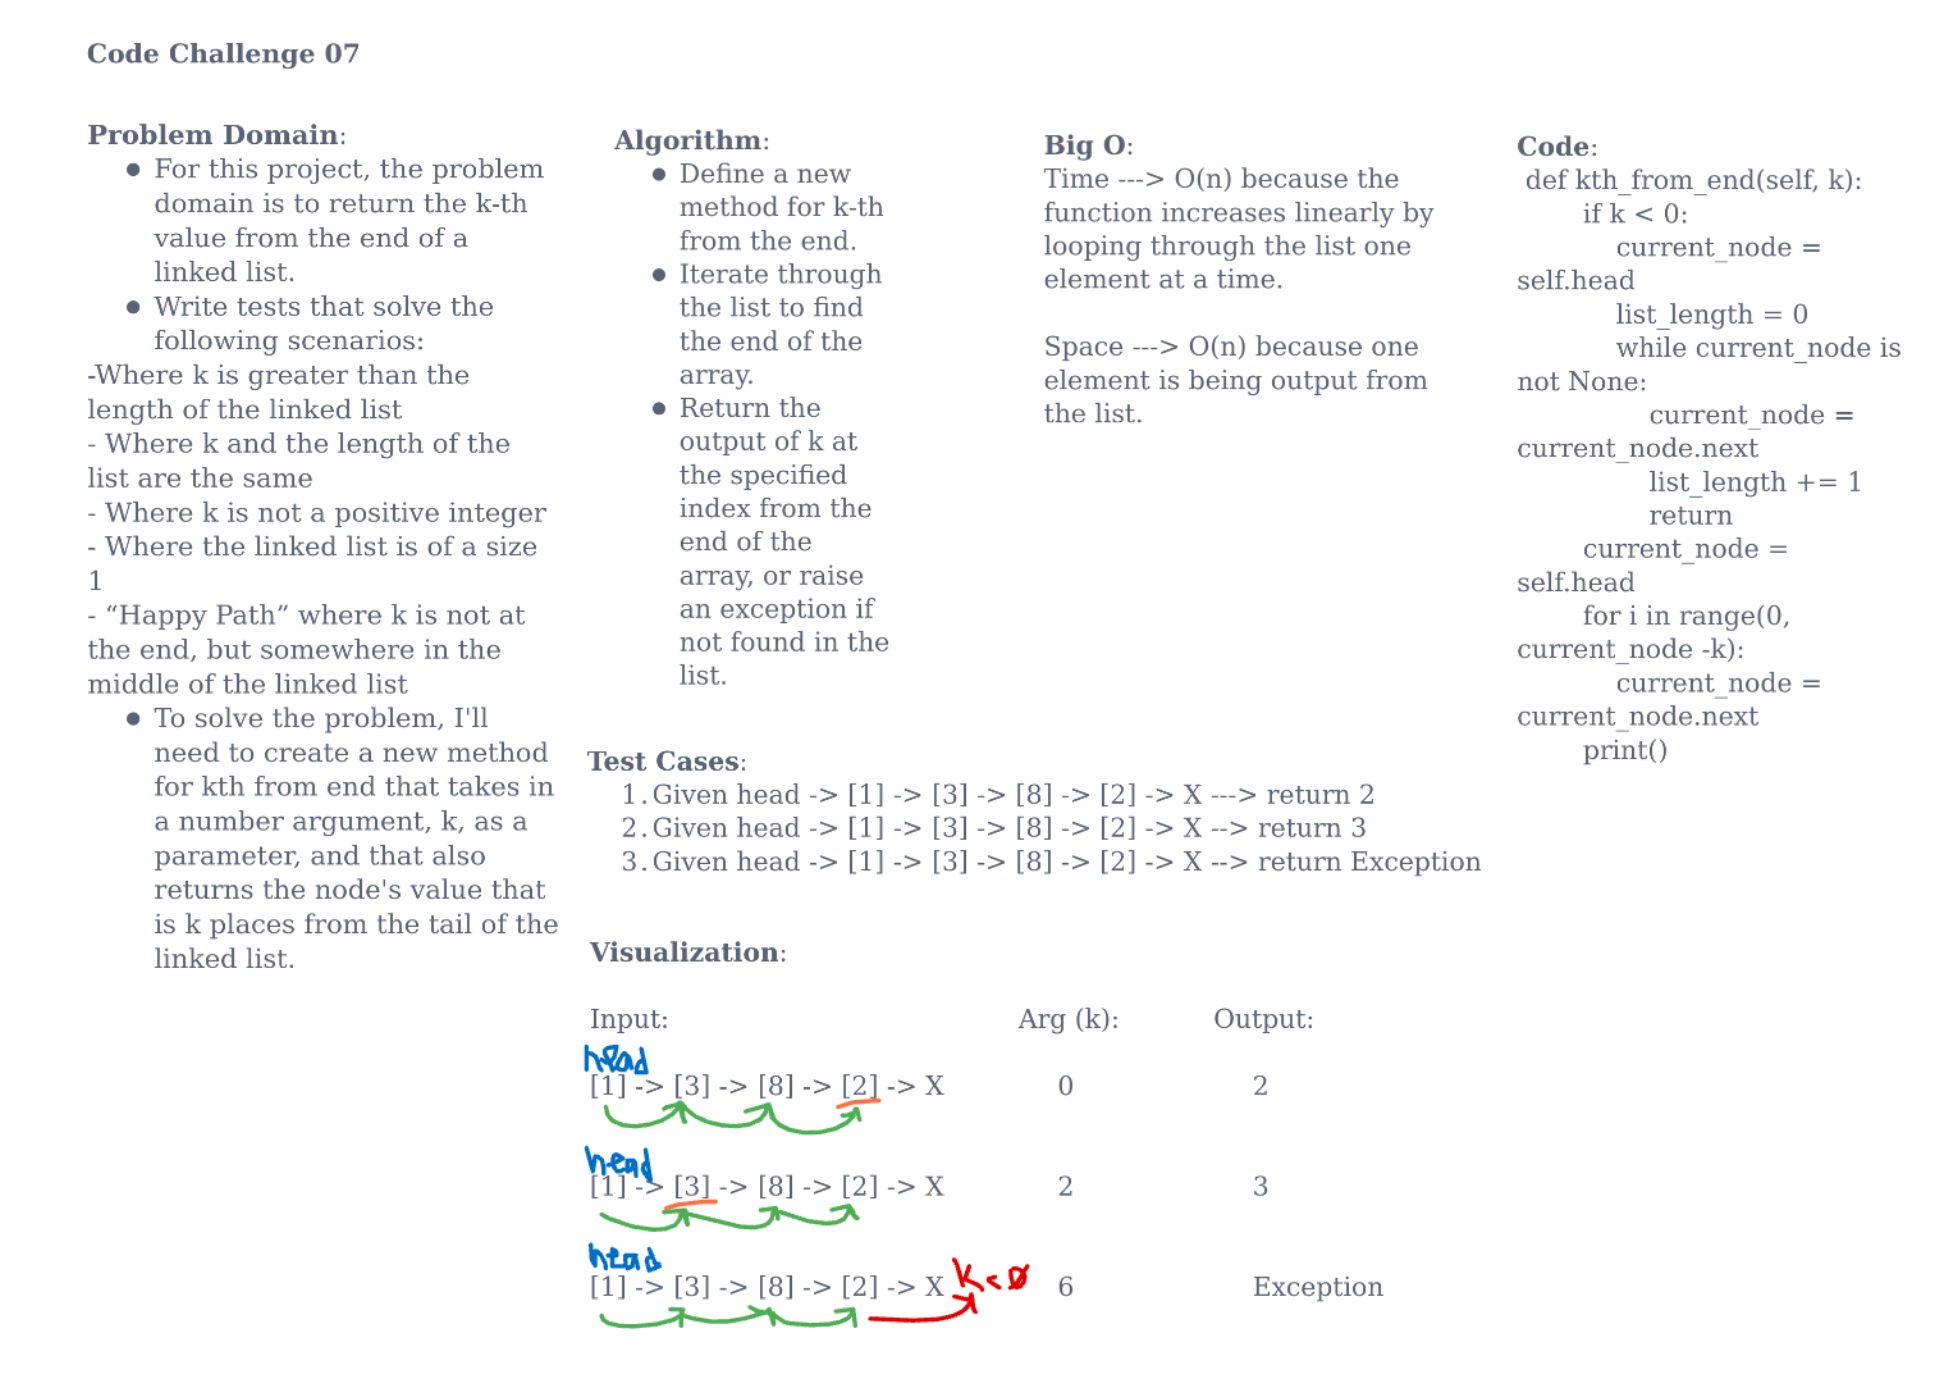 Code Challenge 07
Problem Domain:
● For this project, the problem
domain is to return the k-th
value from the end of a
linked list.
● Write tests that solve the
following scenarios:
-Where k is greater than the
length of the linked list
- Where k and the length of the
list are the same
- Where k is not a positive integer
- Where the linked list is of a size
1
- “Happy Path” where k is not at
the end, but somewhere in the
middle of the linked list
● To solve the problem, I'll
need to create a new method
for kth from end that takes in
a number argument, k, as a
parameter, and that also
returns the node's value that
is k places from the tail of the
linked list.
Algorithm:
● Define a new
method for k-th
from the end.
● Iterate through
the list to find
the end of the
array.
● Return the
output of k at
the specified
index from the
end of the
array, or raise
an exception if
not found in the
list.
Big O:
Time ---> O(n) because the
function increases linearly by
looping through the list one
element at a time.
Space ---> O(n) because one
element is being output from
the list.
Code:
def kth_from_end(self, k):
if k < 0:
current_node =
self.head
list_length = 0
while current_node is
not None:
current_node =
current_node.next
list_length += 1
return
current_node =
self.head
for i in range(0,
current_node -k):
current_node =
current_node.next
print()
Test Cases:
1. Given head -> [1] -> [3] -> [8] -> [2] -> X ---> return 2
2. Given head -> [1] -> [3] -> [8] -> [2] -> X --> return 3
3. Given head -> [1] -> [3] -> [8] -> [2] -> X --> return Exception
Visualization:
Input: Arg (k): Output:
head
[1] -> [3] -> [8] -> [2] -> X 0 2
head
[1] -> [3] -> [8] -> [2] -> X 2 3
head
[1] -> [3] -> [8] -> [2] -> X K<0 6 Exception